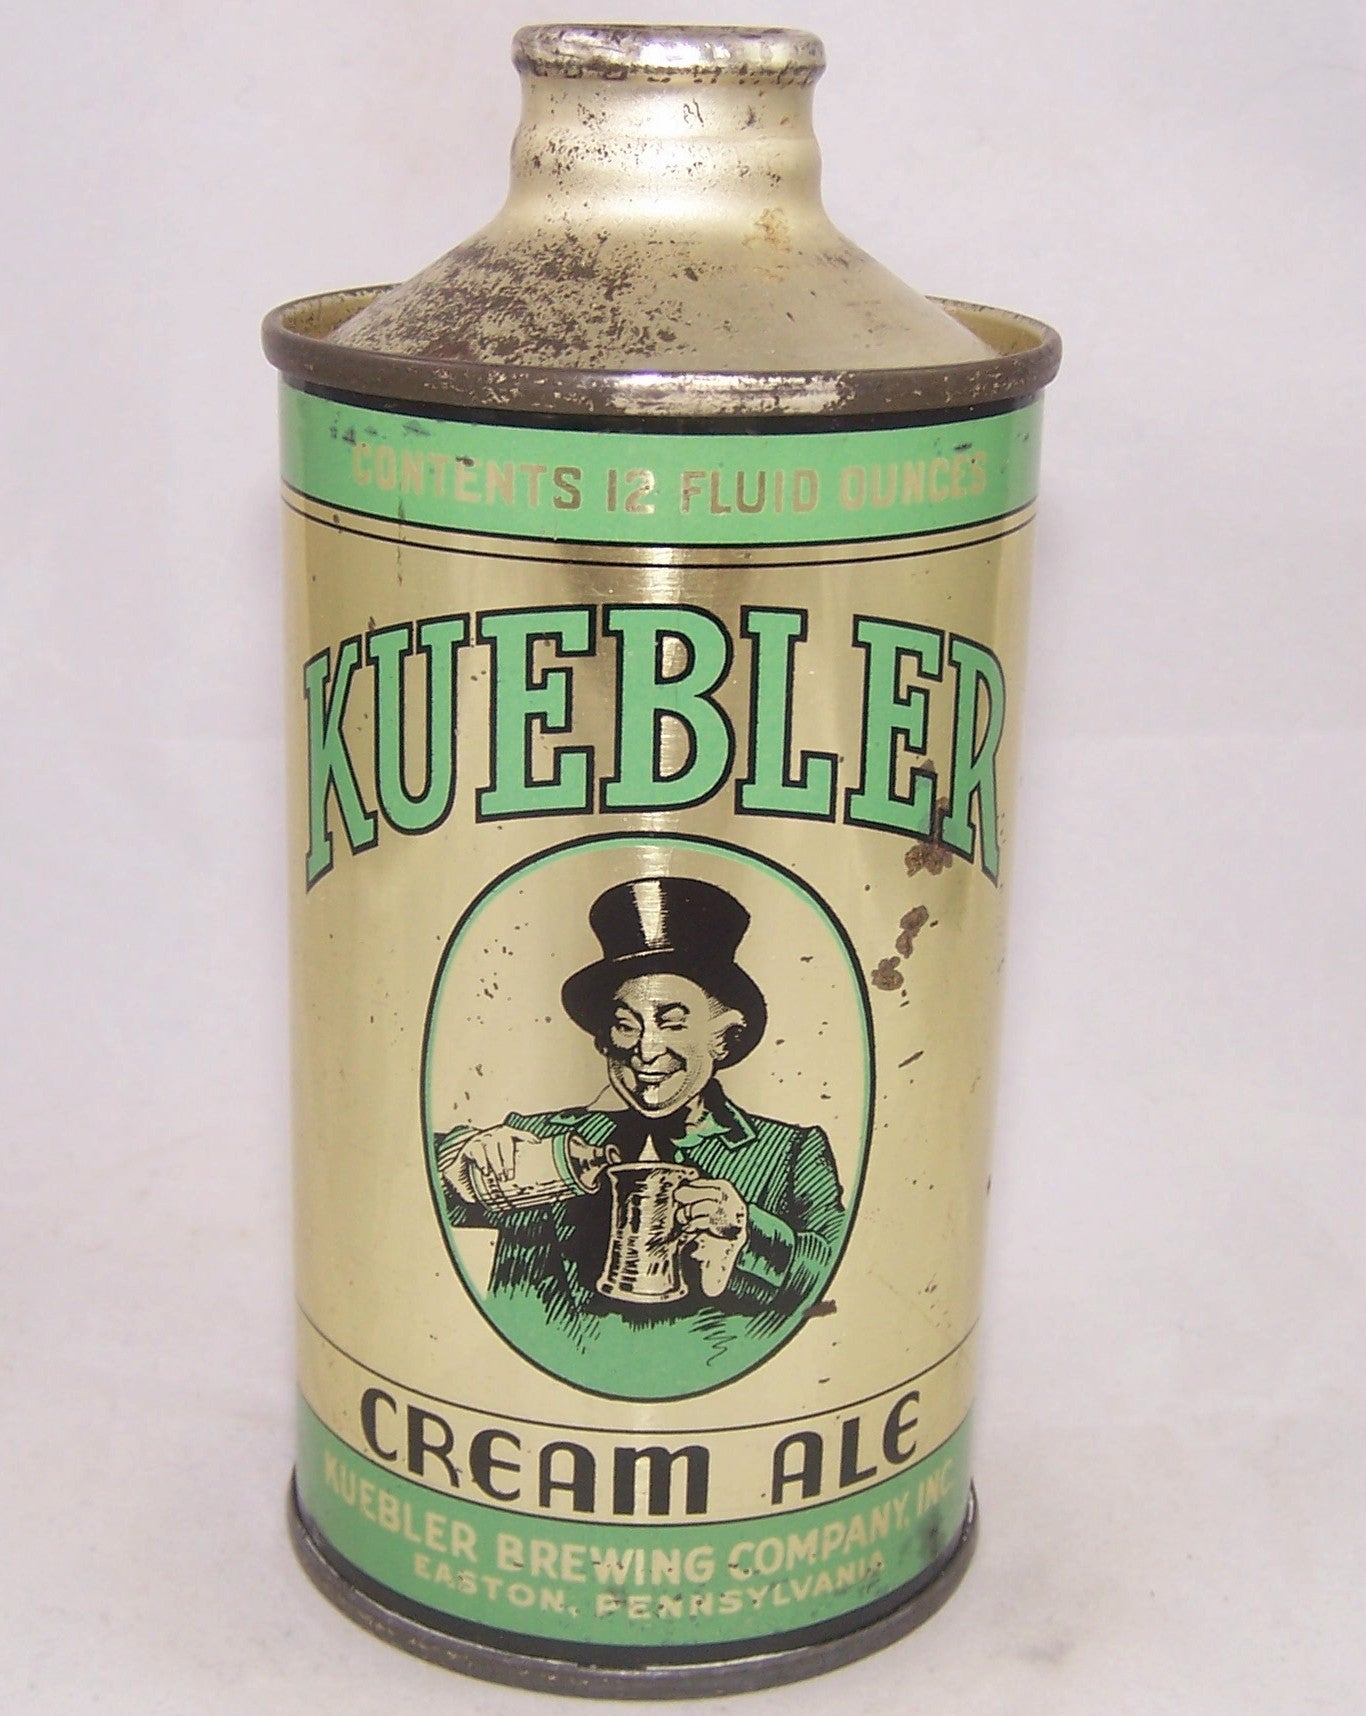 CONTENTS 12 FLUID OUNCES
KUEBLER
CREAM ALE
KUEBLER BREWING COMPANY, INC.
EASTON, PENNSYLVANIA